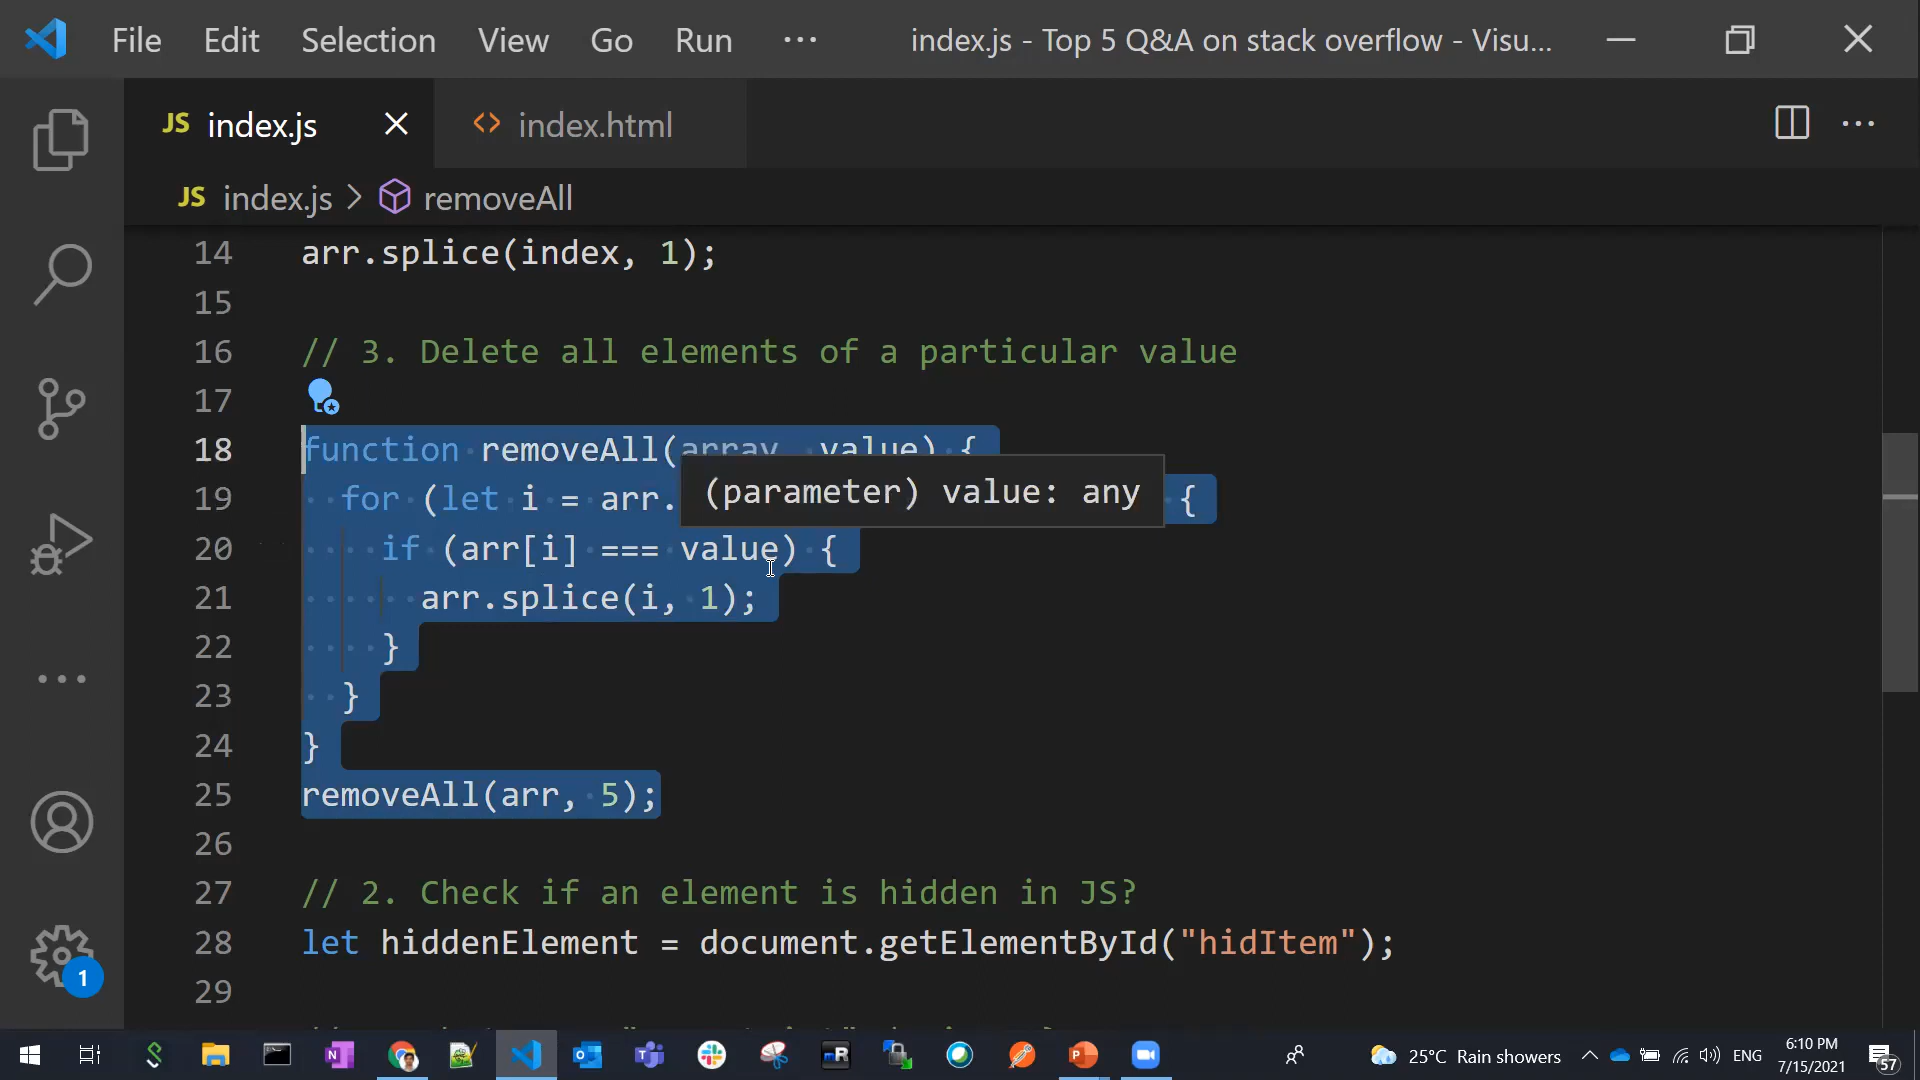 File Edit Selection View Go Run ··· index.js - Top 5 Q&A on stack overflow - Visu...
JS index.js <> index.html
JS index.js > removeAll
14 arr.splice(index, 1);
15
16 // 3. Delete all elements of a particular value
17
18 function removeAll(array, value) {
19 for (let i = arr. {
(parameter) value: any
20 if (arr[i] === value) {
21 arr.splice(i, 1);
22 }
23 }
24 }
25 removeAll(arr, 5);
26
27 // 2. Check if an element is hidden in JS?
28 let hiddenElement = document.getElementById("hidItem");
29
1
25°C Rain showers ENG 6:10 PM
7/15/2021
57